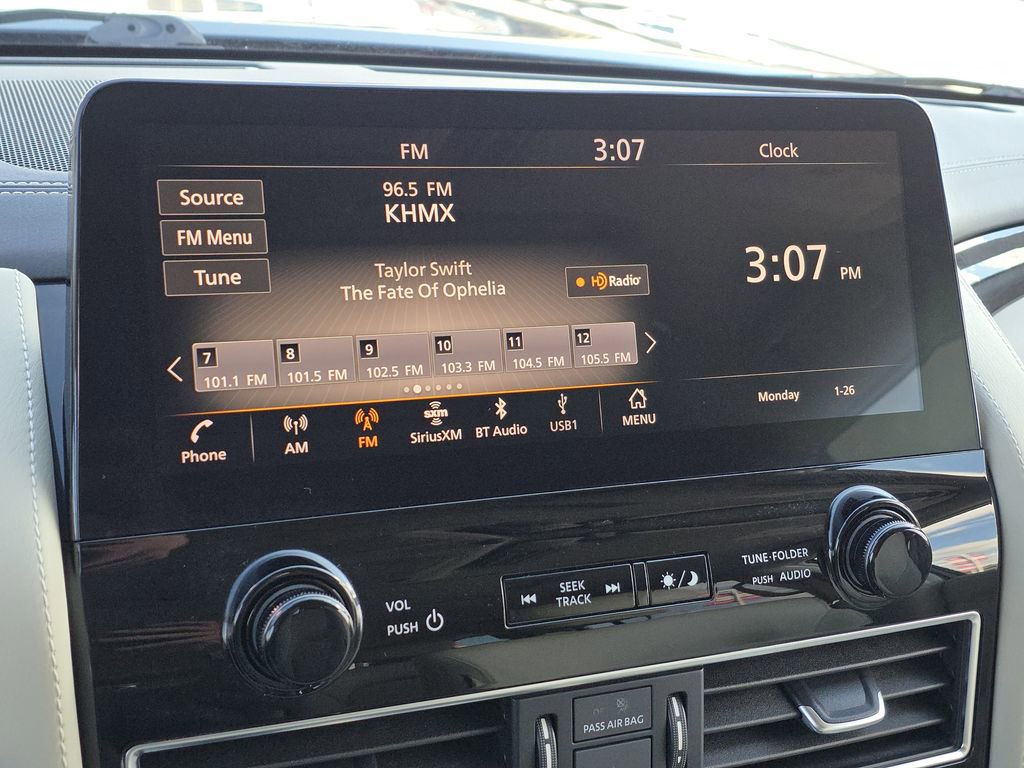 FM 3:07 Clock
Source
FM Menu
Tune
96.5 FM
KHMX
Taylor Swift
The Fate Of Ophelia
HD Radio
3:07 PM
7 101.1 FM
8 101.5 FM
9 102.5 FM
10 103.3 FM
11 104.5 FM
12 105.5 FM
Monday 1-26
Phone
AM
FM
sxm
SiriusXM
BT Audio
USB1
MENU
VOL
PUSH
SEEK
TRACK
TUNE·FOLDER
PUSH AUDIO
PASS AIR BAG